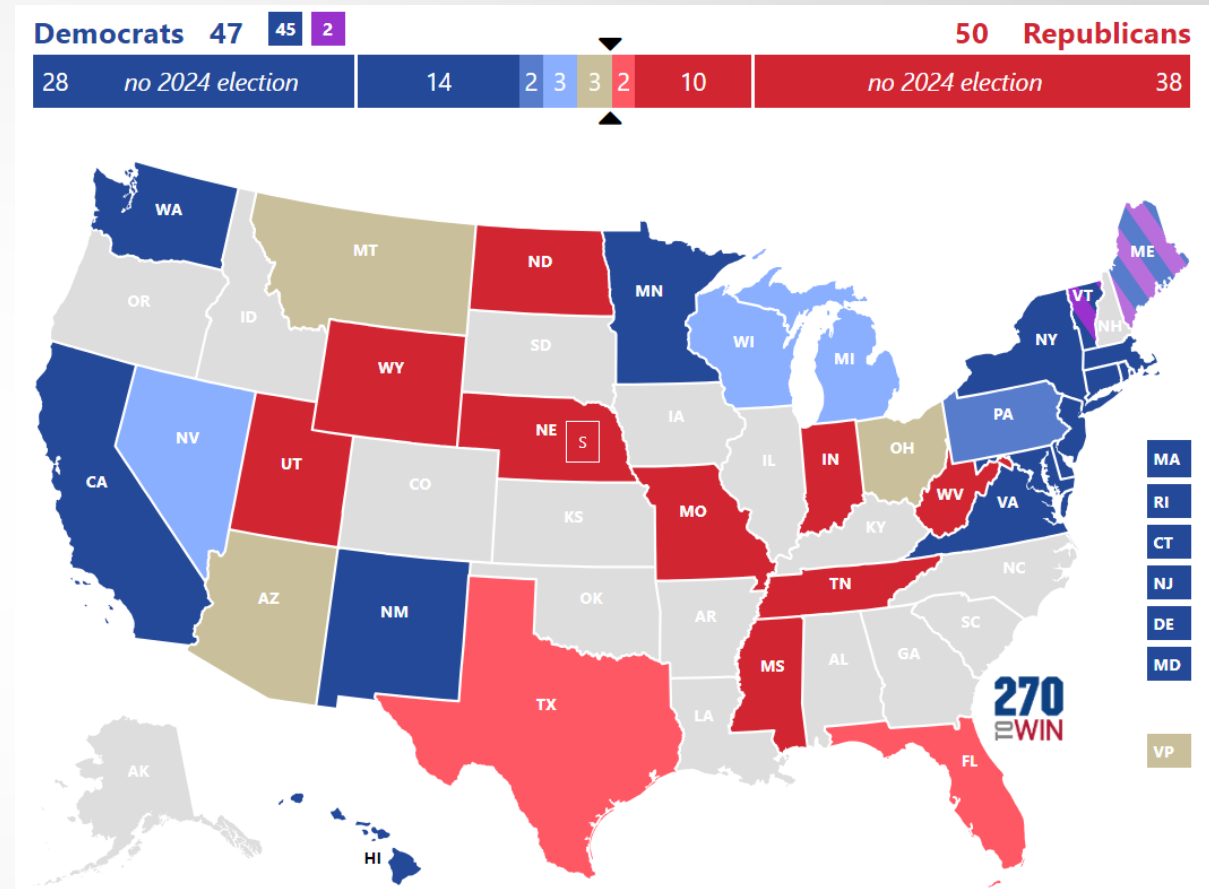 Democrats 47 45 2 50 Republicans
28 no 2024 election 14 2 3 3 2 10 no 2024 election 38
WA
MT
ND
MN
ME
VT
NH
OR
ID
SD
WI
MI
NY
WY
IA
PA
NE S
NV
UT
IL
IN
OH
CA
CO
MO
WV
VA
KS
KY
AZ
NM
OK
TN
NC
AR
SC
MS
AL
GA
TX
LA
FL
AK
HI
MA
RI
CT
NJ
DE
MD
VP
270
TO WIN